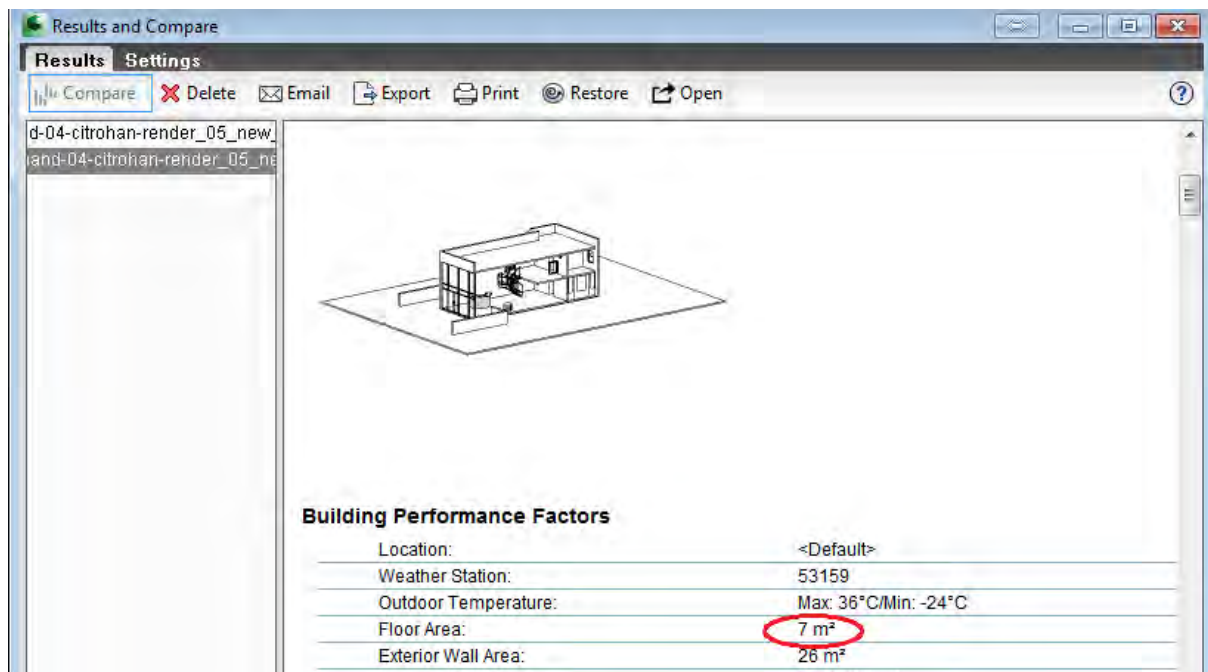 Results and Compare
Results Settings
Compare Delete Email Export Print Restore Open
d-04-citrohan-render_05_new_
and-04-citrohan-render_05_ne
Building Performance Factors
Location: <Default>
Weather Station: 53159
Outdoor Temperature: Max: 36°C/Min: -24°C
Floor Area: 7 m²
Exterior Wall Area: 26 m²